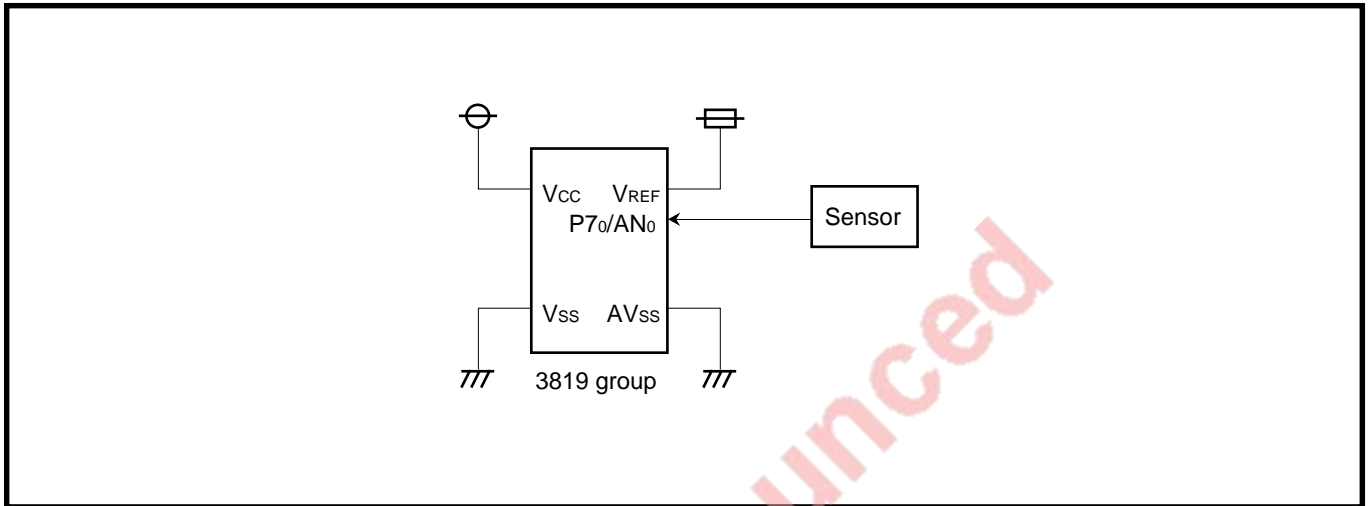 VCC VREF
P70/AN0
Sensor
VSS AVSS
3819 group
unced